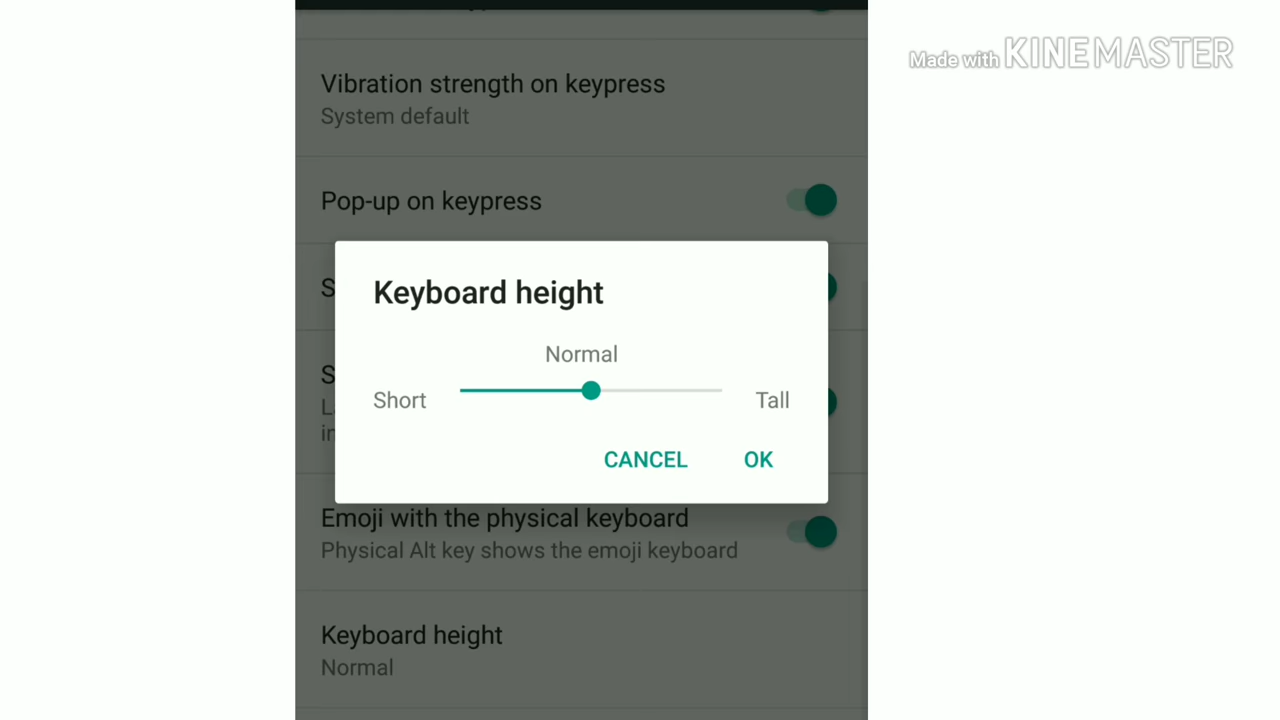 Made with KINEMASTER
Vibration strength on keypress
System default
Pop-up on keypress
Keyboard height
Normal
Short
Tall
CANCEL
OK
Emoji with the physical keyboard
Physical Alt key shows the emoji keyboard
Keyboard height
Normal